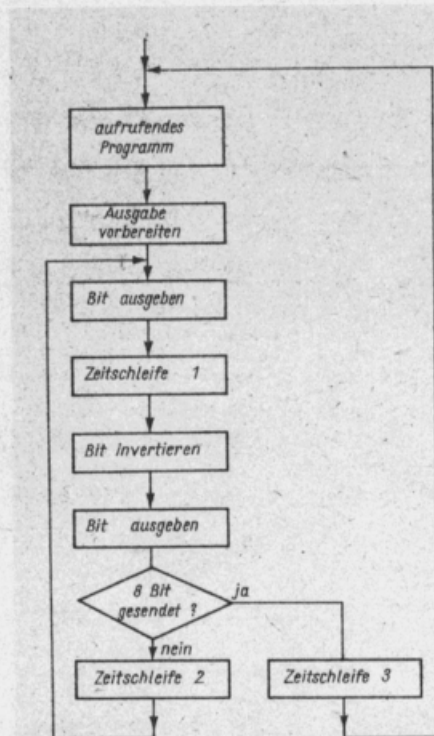 aufrufendes
Programm
Ausgabe
vorbereiten
Bit ausgeben
Zeitschleife 1
Bit invertieren
Bit ausgeben
8 Bit
gesendet ?
ja
nein
Zeitschleife 2
Zeitschleife 3